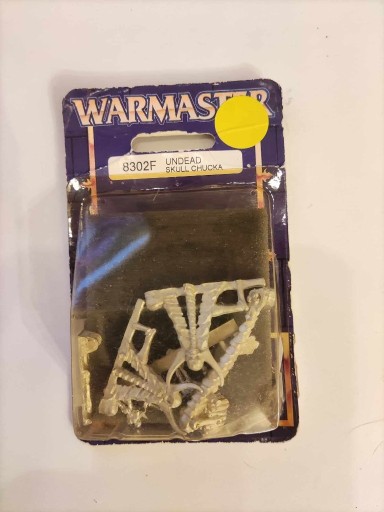 WARMASTER
8302F UNDEAD
SKULL CHUCKA